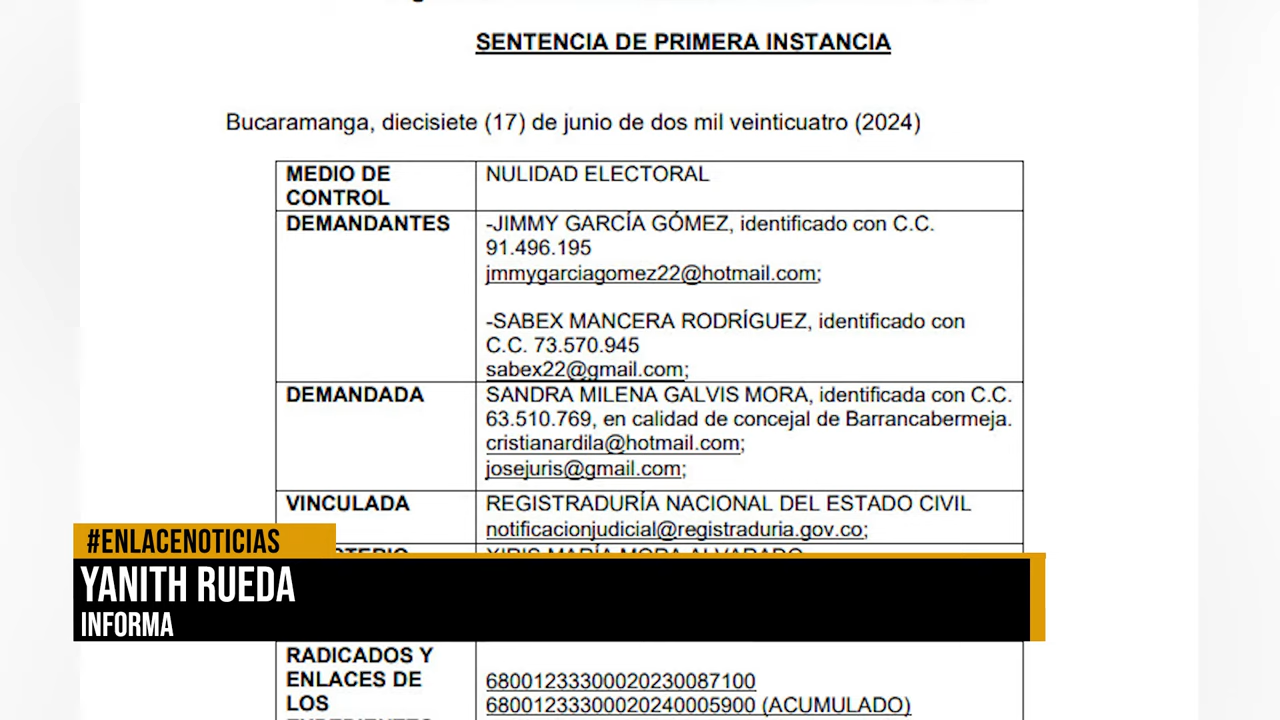 SENTENCIA DE PRIMERA INSTANCIA
Bucaramanga, diecisiete (17) de junio de dos mil veinticuatro (2024)
MEDIO DE
CONTROL
NULIDAD ELECTORAL
DEMANDANTES
-JIMMY GARCÍA GÓMEZ, identificado con C.C.
91.496.195
jmmygarciagomez22@hotmail.com;
-SABEX MANCERA RODRÍGUEZ, identificado con
C.C. 73.570.945
sabex22@gmail.com;
DEMANDADA
SANDRA MILENA GALVIS MORA, identificada con C.C.
63.510.769, en calidad de concejal de Barrancabermeja.
cristianardila@hotmail.com;
josejuris@gmail.com;
VINCULADA
REGISTRADURÍA NACIONAL DEL ESTADO CIVIL
notificacionjudicial@registraduria.gov.co;
#ENLACENOTICIAS
YANITH RUEDA
INFORMA
RADICADOS Y
ENLACES DE
LOS
68001233300020230087100
68001233300020240005900 (ACUMULADO)